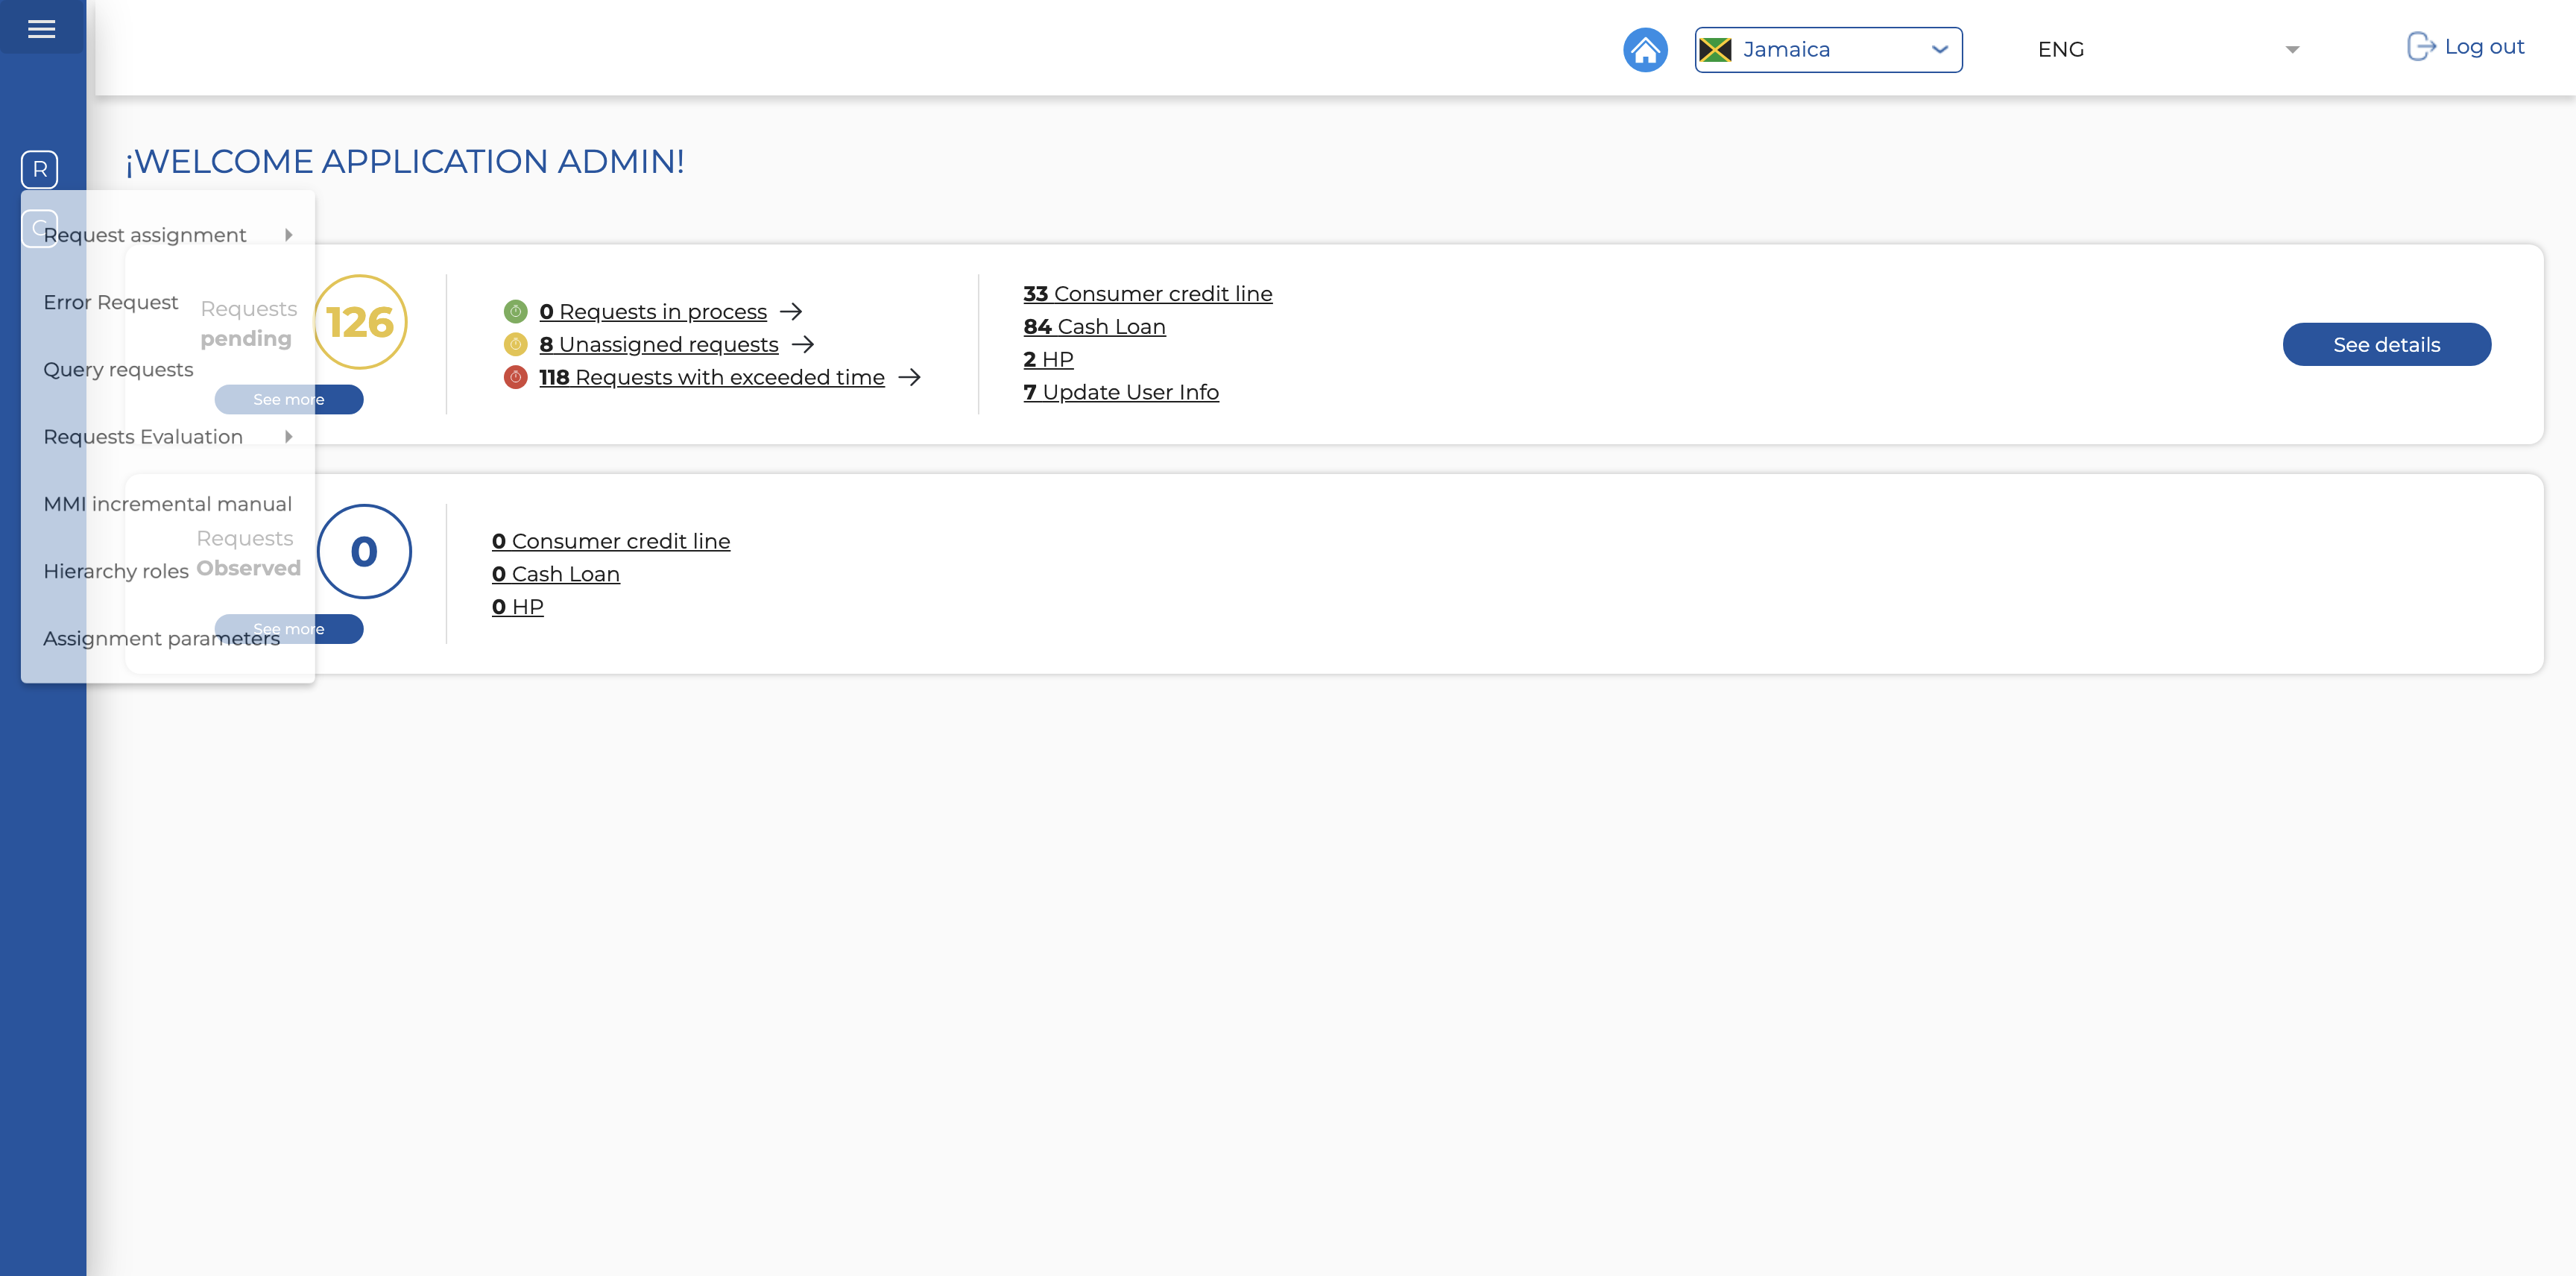 Jamaica
ENG
Log out
¡WELCOME APPLICATION ADMIN!
R
C
Request assignment
Error Request
Query requests
Requests Evaluation
MMI incremental manual
Hierarchy roles
Assignment parameters
Requests
pending
126
See more
0 Requests in process
8 Unassigned requests
118 Requests with exceeded time
33 Consumer credit line
84 Cash Loan
2 HP
7 Update User Info
See details
Requests
Observed
0
See more
0 Consumer credit line
0 Cash Loan
0 HP